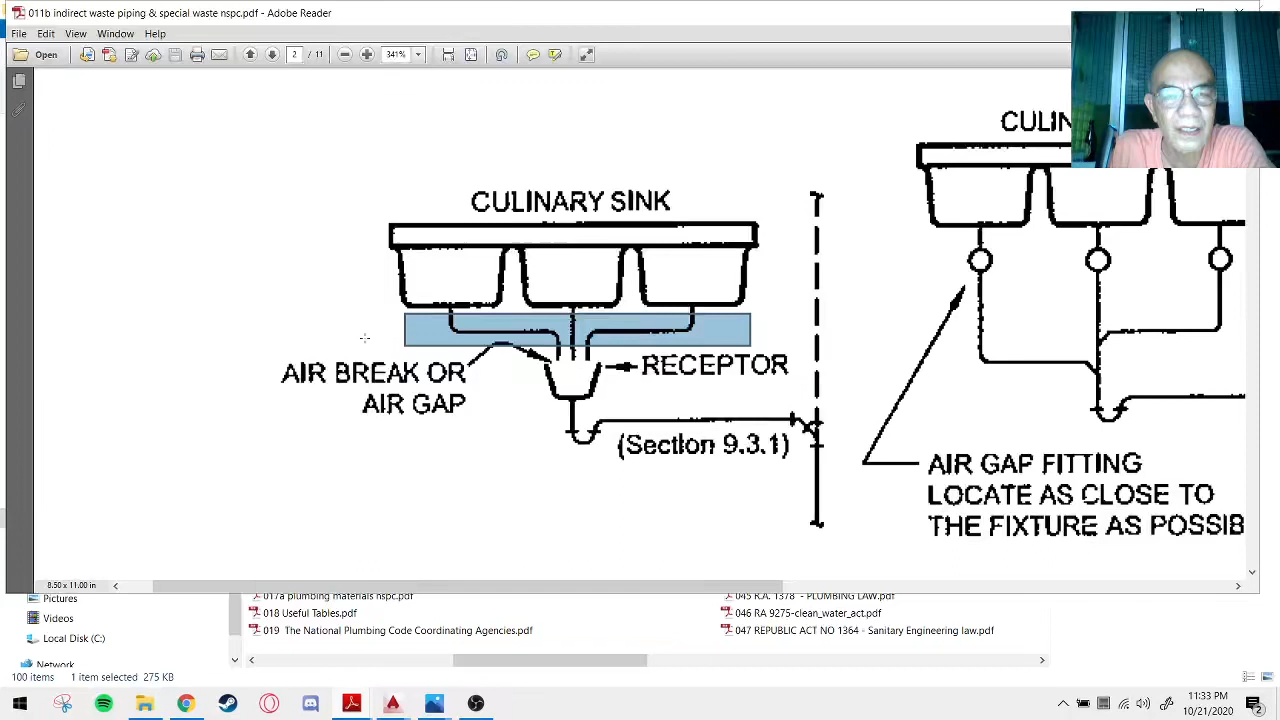 011b indirect waste piping & special waste nspc.pdf - Adobe Reader
File Edit View Window Help
Open 2 / 11 341%
CULINARY SINK
AIR BREAK OR
AIR GAP
RECEPTOR
(Section 9.3.1)
CULIN
AIR GAP FITTING
LOCATE AS CLOSE TO
THE FIXTURE AS POSSIB
8.50 x 11.00 in
Pictures
Videos
Local Disk (C:)
Network
017a plumbing materials nspc.pdf
018 Useful Tables.pdf
019 The National Plumbing Code Coordinating Agencies.pdf
045 R.A. 1378 - PLUMBING LAW.pdf
046 RA 9275-clean_water_act.pdf
047 REPUBLIC ACT NO 1364 - Sanitary Engineering law.pdf
100 items 1 item selected 275 KB
11:33 PM
10/21/2020
2